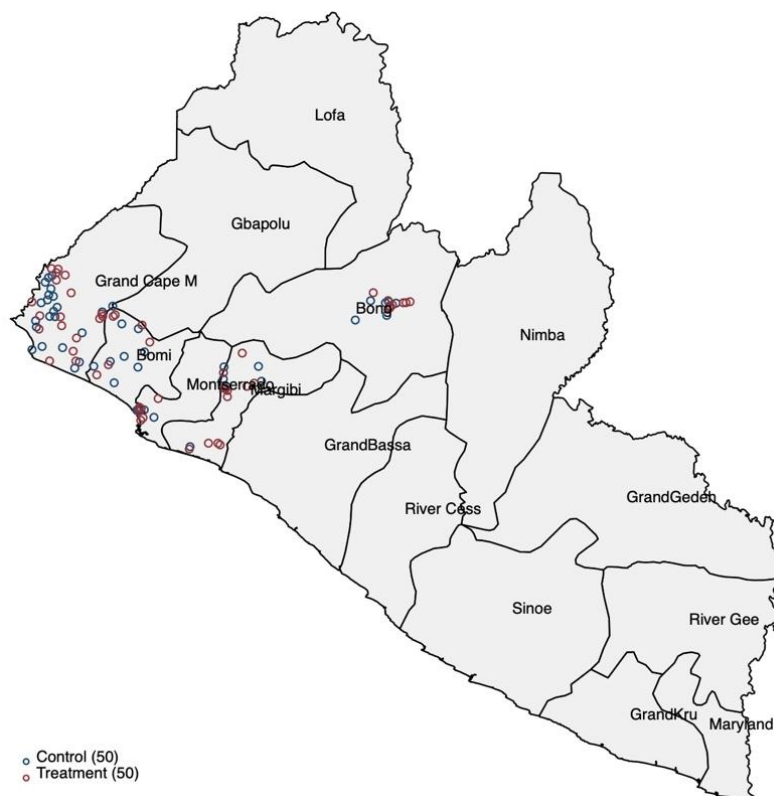 Lofa
Gbapolu
Grand Cape M
Bong
Nimba
Bomi
Montserrado
Margibi
GrandBassa
GrandGedeh
River Cess
Sinoe
River Gee
GrandKru
Maryland
Control (50)
Treatment (50)